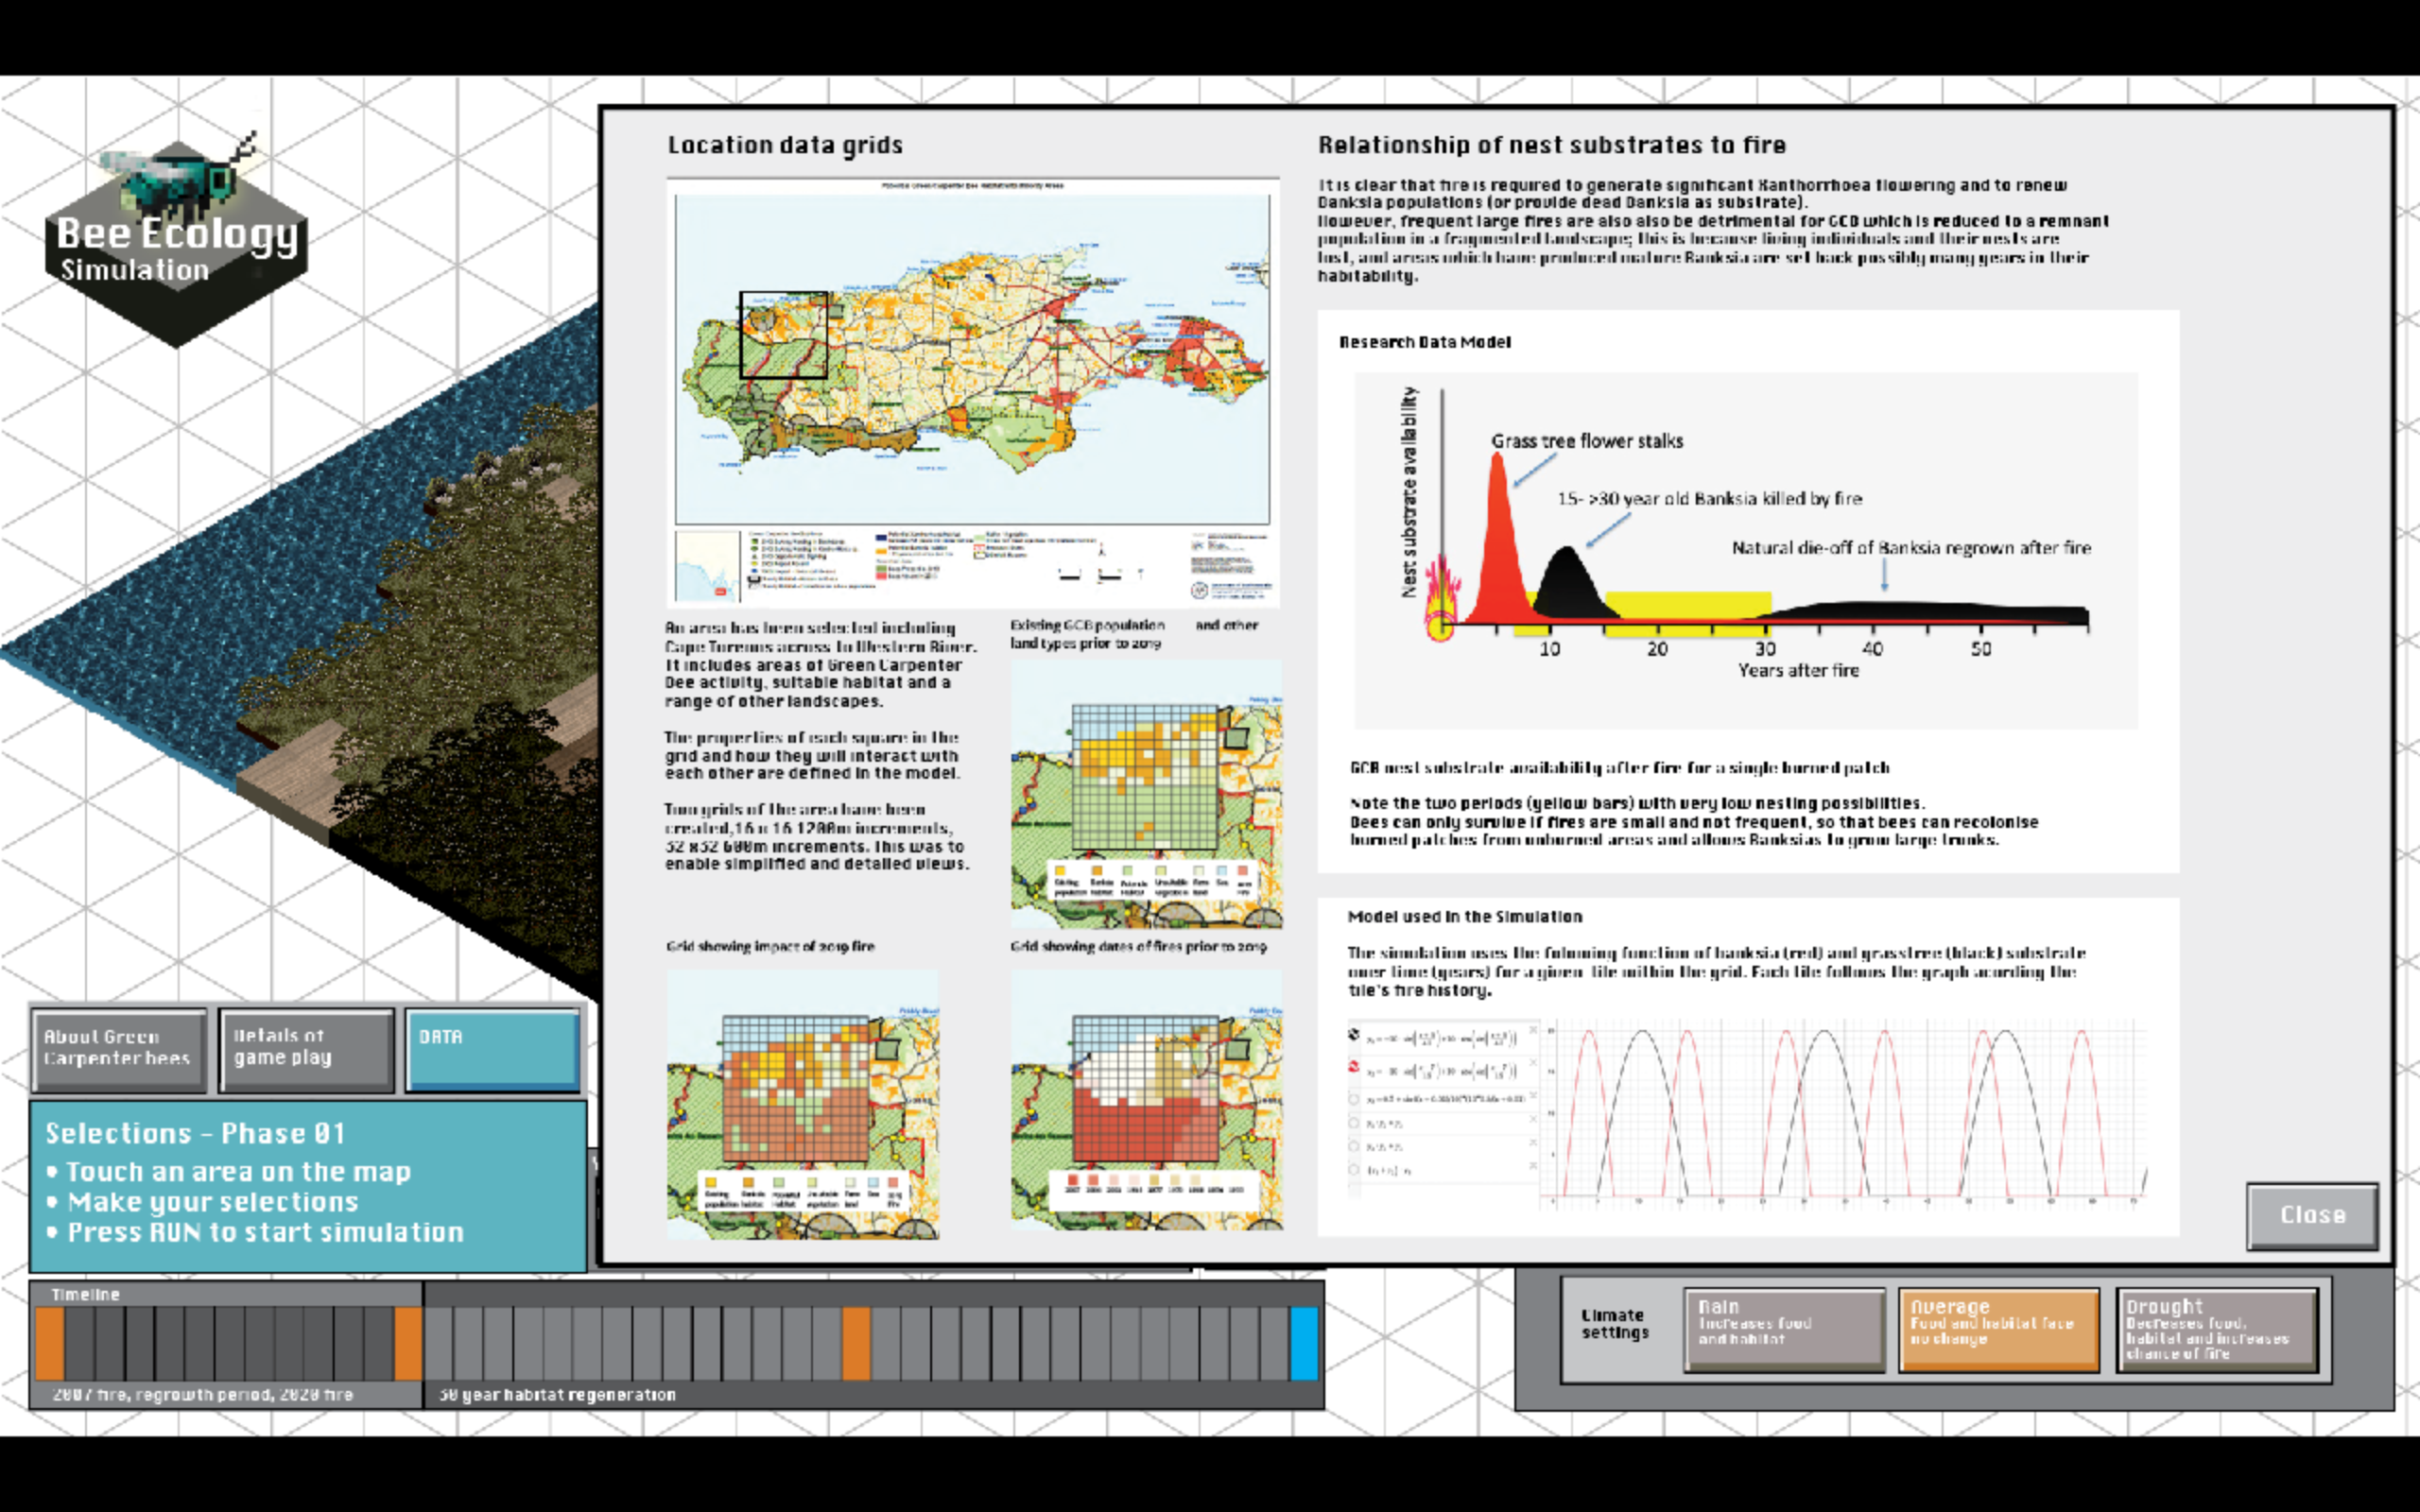 Bee Ecology
Simulation
Location data grids
An area has been selected including
Cape Torrens across to Western River.
It includes areas of Green Carpenter
Bee activity, suitable habitat and a
range of other landscapes.
The properties of each square in the
grid and how they will interact with
each other are defined in the model.
Two grids of the area have been
created, 16 x 16 1200m increments,
32 x32 600m increments. This was to
enable simplified and detailed views.
Existing GCB population and other
land types prior to 2019
Grid showing impact of 2019 fire
Grid showing dates of fires prior to 2019
Relationship of nest substrates to fire
It is clear that fire is required to generate significant Xanthorrhoea flowering and to renew
Banksia populations (or provide dead Banksia as substrate).
However, frequent large fires are also also be detrimental for GCB which is reduced to a remnant
population in a fragmented landscape; this is because living individuals and their nests are
lost, and areas which have produced mature Banksia are set back possibly many years in their
habitability.
Research Data Model
Nest substrate availability
Grass tree flower stalks
15- >30 year old Banksia killed by fire
Natural die-off of Banksia regrown after fire
10 20 30 40 50
Years after fire
GCB nest substrate availability after fire for a single burned patch
Note the two periods (yellow bars) with very low nesting possibilities.
Bees can only survive if fires are small and not frequent, so that bees can recolonise
burned patches from unburned areas and allows Banksias to grow large trunks.
Model used in the Simulation
The simulation uses the following function of banksia (red) and grasstree (black) substrate
over time (years) for a given tile within the grid. Each tile follows the graph acording the
tile's fire history.
Close
About Green
Carpenter bees
Details of
game play
DATA
Selections - Phase 01
• Touch an area on the map
• Make your selections
• Press RUN to start simulation
Timeline
2007 fire, regrowth period, 2020 fire
30 year habitat regeneration
Climate
settings
Rain
Increases food
and habitat
Average
Food and habitat face
no change
Drought
Decreases food,
habitat and increases
chance of fire